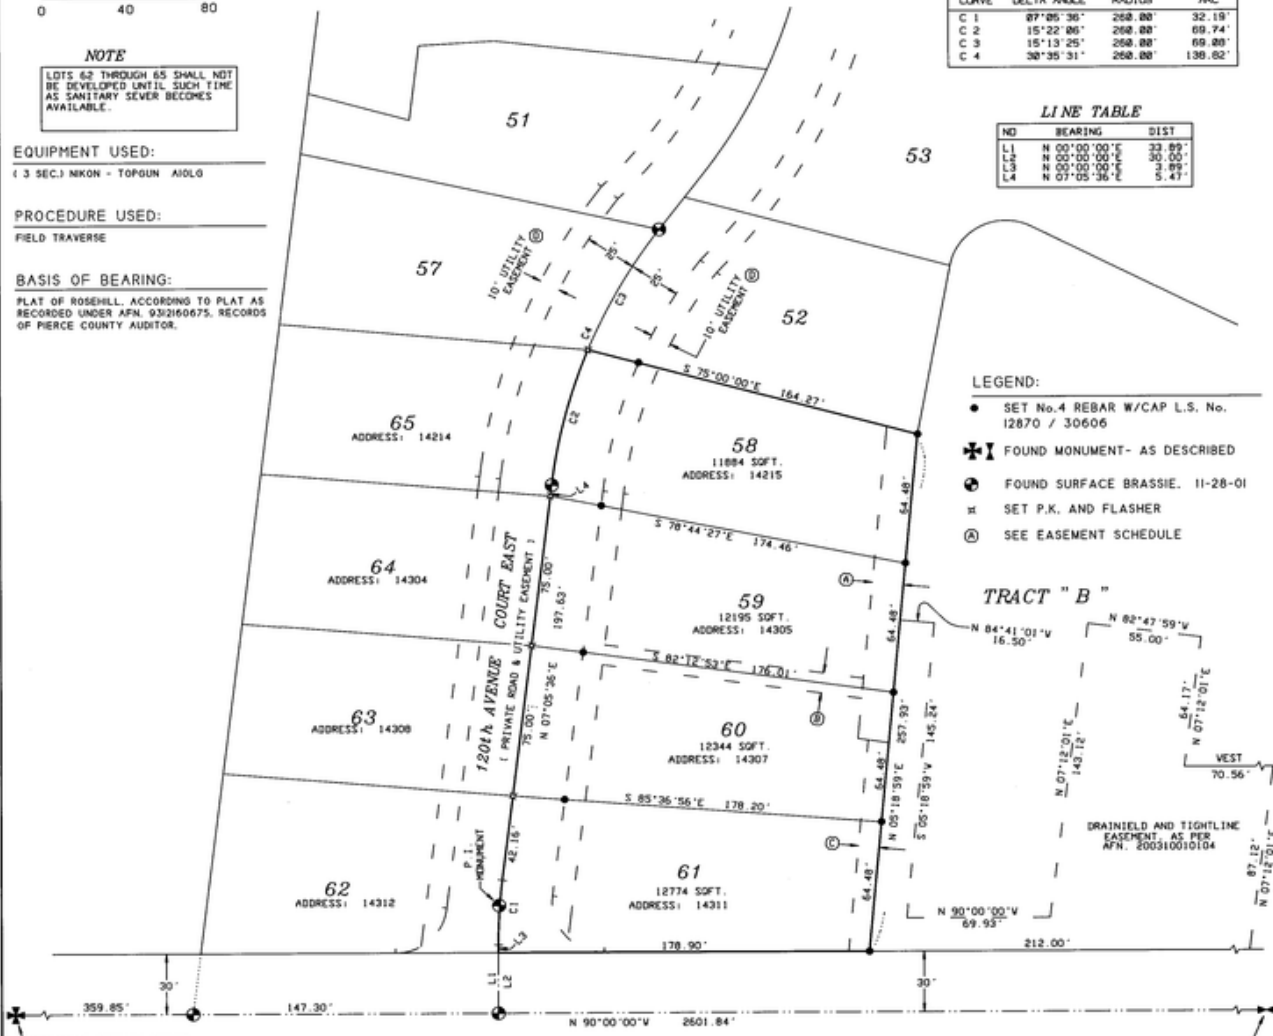 0 40 80
NOTE
LOTS 62 THROUGH 65 SHALL NOT
BE DEVELOPED UNTIL SUCH TIME
AS SANITARY SEVER BECOMES
AVAILABLE.
EQUIPMENT USED:
( 3 SEC.) NIKON - TOPGUN A10LG
PROCEDURE USED:
FIELD TRAVERSE
BASIS OF BEARING:
PLAT OF ROSEHILL, ACCORDING TO PLAT AS
RECORDED UNDER AFN. 9312160675, RECORDS
OF PIERCE COUNTY AUDITOR.
CURVE DELTA ANGLE RADIUS ARC
C 1 07°05'36" 260.00' 32.19'
C 2 15°22'06" 260.00' 69.74'
C 3 15°13'25" 260.00' 69.08'
C 4 30°35'31" 260.00' 138.82'
LINE TABLE
NO BEARING DIST
L1 N 00°00'00"E 33.89'
L2 N 00°00'00"E 30.00'
L3 N 00°00'00"E 3.89'
L4 N 07°05'36"E 5.47'
51
53
57
52
10' UTILITY
EASEMENT
D
25'
25'
10' UTILITY
EASEMENT
D
C3
C4
S 75°00'00"E 164.27'
LEGEND:
SET No.4 REBAR W/CAP L.S. No.
12870 / 30606
FOUND MONUMENT- AS DESCRIBED
FOUND SURFACE BRASSIE. 11-28-01
SET P.K. AND FLASHER
A SEE EASEMENT SCHEDULE
65
ADDRESS: 14214
C2
58
11884 SQFT.
ADDRESS: 14215
64.48'
L4
S 78°44'27"E 174.46'
64
ADDRESS: 14304
120th AVENUE COURT EAST
( PRIVATE ROAD & UTILITY EASEMENT )
75.00'
197.63'
N 07°05'36"E
59
12195 SQFT.
ADDRESS: 14305
A
64.48'
TRACT "B"
N 84°41'01"W
16.50'
N 82°47'59"W
55.00'
S 82°12'53"E 176.01'
B
63
ADDRESS: 14308
75.00'
60
12344 SQFT.
ADDRESS: 14307
64.48'
257.93'
N 05°18'59"E
145.24'
S 05°18'59"W
N 07°12'01"E
143.12'
64.17'
N 07°12'01"E
VEST
70.56'
S 85°36'56"E 178.20'
C
DRAINIELD AND TIGHTLINE
EASEMENT, AS PER
AFN. 200310010104
P.I.
MONUMENT
42.16'
62
ADDRESS: 14312
C1
61
12774 SQFT.
ADDRESS: 14311
64.48'
N 90°00'00"W
69.93'
87.12'
N 07°12'01"E
L3
178.90'
212.00'
30'
L1
L2
30'
359.85'
147.30'
N 90°00'00"W 2601.84'